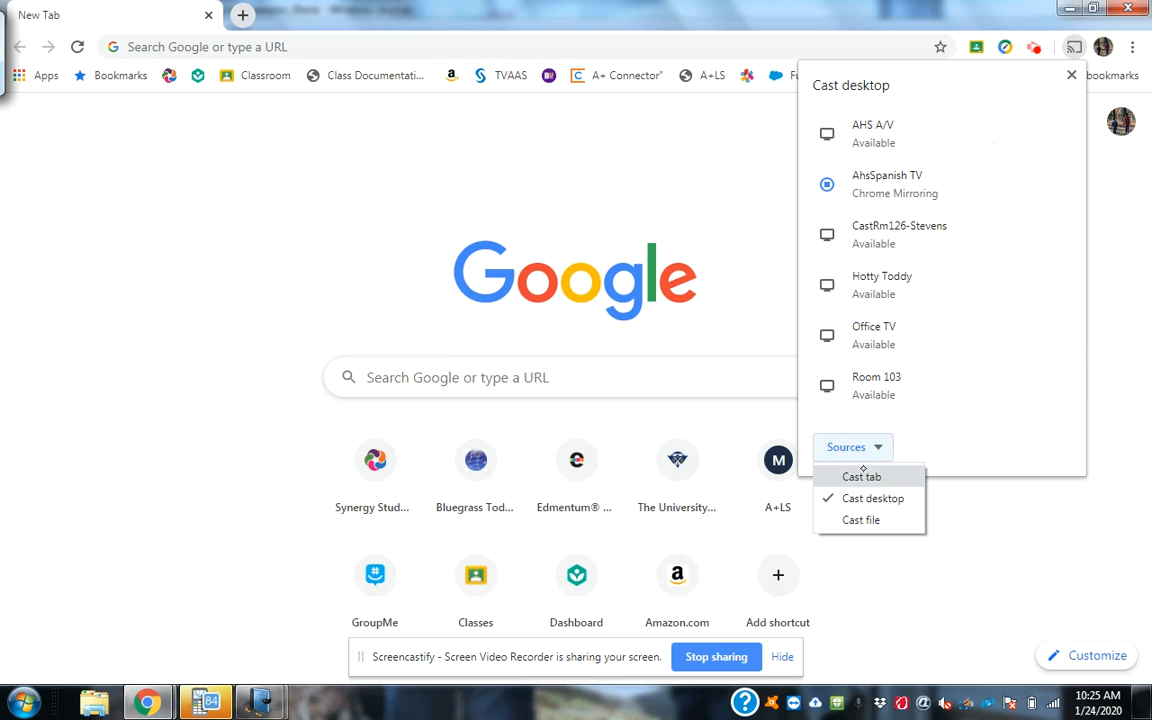 New Tab
Search Google or type a URL
Apps
Bookmarks
Classroom
Class Documentati...
TVAAS
A+ Connector"
A+LS
Fu
bookmarks
Cast desktop
AHS A/V
Available
AhsSpanish TV
Chrome Mirroring
CastRm126-Stevens
Available
Hotty Toddy
Available
Office TV
Available
Room 103
Available
Sources
Cast tab
Cast desktop
Cast file
Google
Search Google or type a URL
Synergy Stud...
Bluegrass Tod...
Edmentum® ...
The University...
M
A+LS
GroupMe
Classes
Dashboard
Amazon.com
Add shortcut
Screencastify - Screen Video Recorder is sharing your screen.
Stop sharing
Hide
Customize
84
10:25 AM
1/24/2020